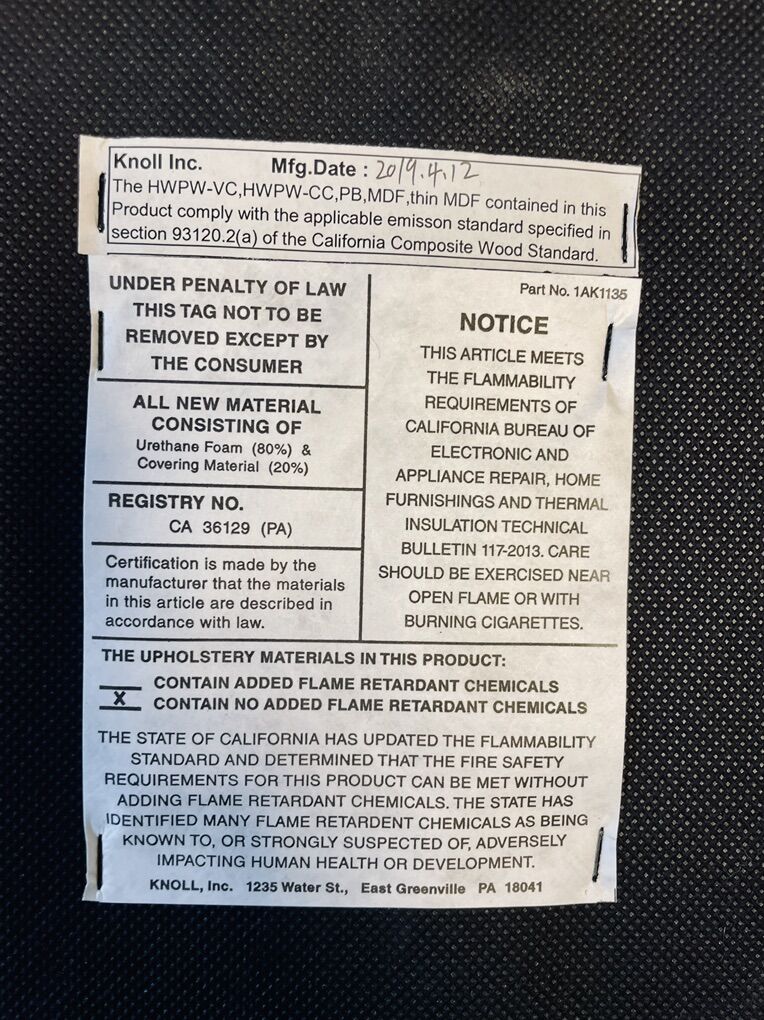 Knoll Inc. Mfg.Date : 2019.4.12
The HWPW-VC,HWPW-CC,PB,MDF,thin MDF contained in this
Product comply with the applicable emisson standard specified in
section 93120.2(a) of the California Composite Wood Standard.
UNDER PENALTY OF LAW
THIS TAG NOT TO BE
REMOVED EXCEPT BY
THE CONSUMER
ALL NEW MATERIAL
CONSISTING OF
Urethane Foam (80%) &
Covering Material (20%)
REGISTRY NO.
CA 36129 (PA)
Certification is made by the
manufacturer that the materials
in this article are described in
accordance with law.
Part No. 1AK1135
NOTICE
THIS ARTICLE MEETS
THE FLAMMABILITY
REQUIREMENTS OF
CALIFORNIA BUREAU OF
ELECTRONIC AND
APPLIANCE REPAIR, HOME
FURNISHINGS AND THERMAL
INSULATION TECHNICAL
BULLETIN 117-2013. CARE
SHOULD BE EXERCISED NEAR
OPEN FLAME OR WITH
BURNING CIGARETTES.
THE UPHOLSTERY MATERIALS IN THIS PRODUCT:
CONTAIN ADDED FLAME RETARDANT CHEMICALS
X CONTAIN NO ADDED FLAME RETARDANT CHEMICALS
THE STATE OF CALIFORNIA HAS UPDATED THE FLAMMABILITY
STANDARD AND DETERMINED THAT THE FIRE SAFETY
REQUIREMENTS FOR THIS PRODUCT CAN BE MET WITHOUT
ADDING FLAME RETARDANT CHEMICALS. THE STATE HAS
IDENTIFIED MANY FLAME RETARDENT CHEMICALS AS BEING
KNOWN TO, OR STRONGLY SUSPECTED OF, ADVERSELY
IMPACTING HUMAN HEALTH OR DEVELOPMENT.
KNOLL, Inc. 1235 Water St., East Greenville PA 18041